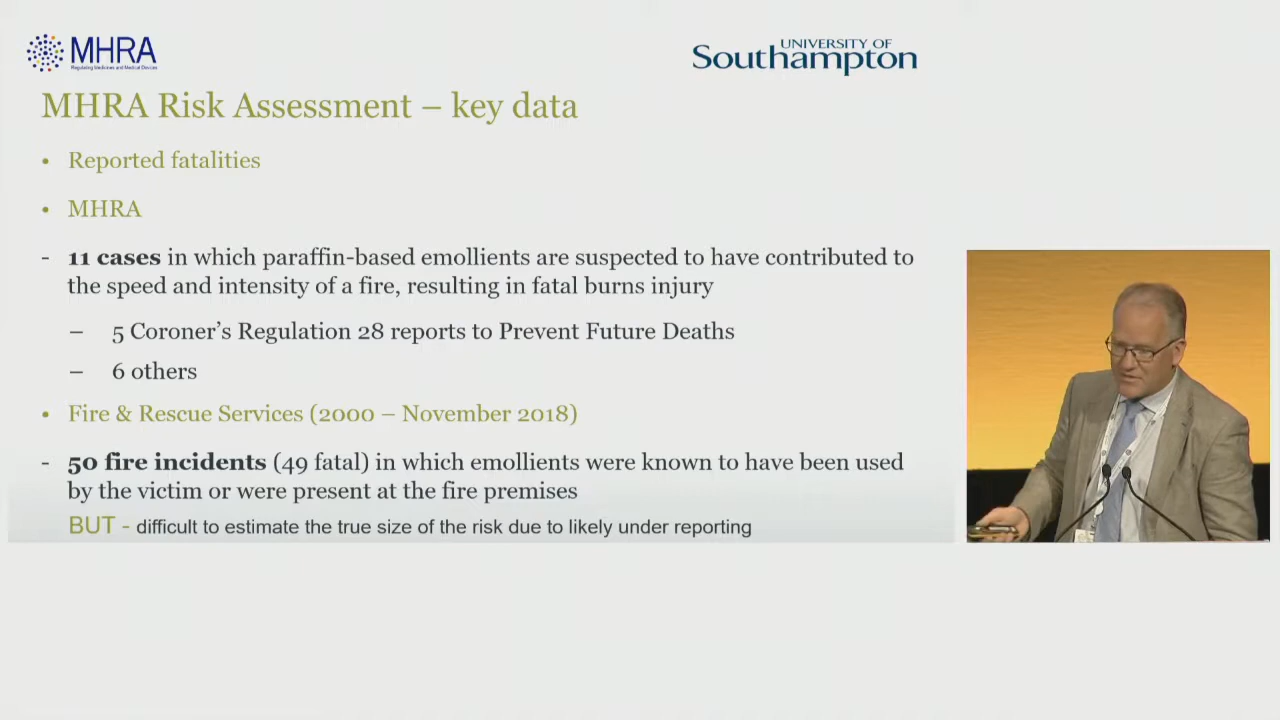 MHRA
Regulating Medicines and Medical Devices
UNIVERSITY OF
Southampton
MHRA Risk Assessment – key data
• Reported fatalities
• MHRA
- 11 cases in which paraffin-based emollients are suspected to have contributed to
the speed and intensity of a fire, resulting in fatal burns injury
– 5 Coroner's Regulation 28 reports to Prevent Future Deaths
– 6 others
• Fire & Rescue Services (2000 – November 2018)
- 50 fire incidents (49 fatal) in which emollients were known to have been used
by the victim or were present at the fire premises
BUT - difficult to estimate the true size of the risk due to likely under reporting